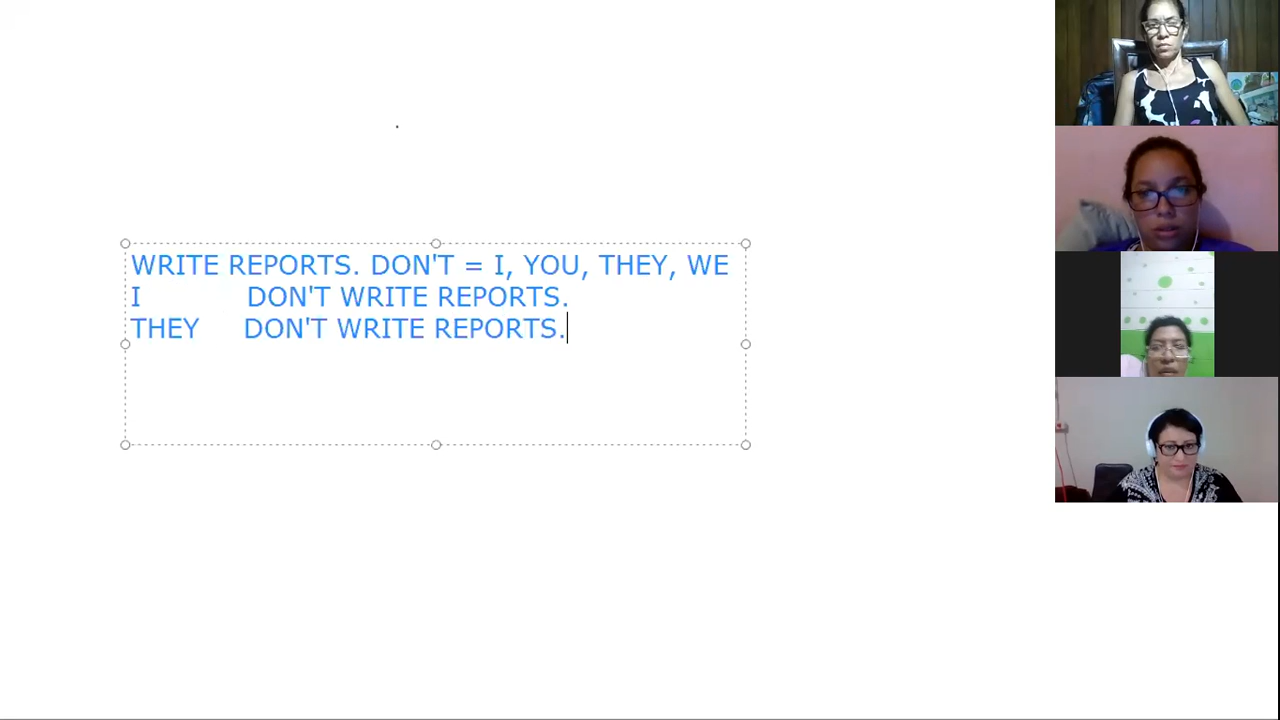 WRITE REPORTS. DON'T = I, YOU, THEY, WE
I DON'T WRITE REPORTS.
THEY DON'T WRITE REPORTS.